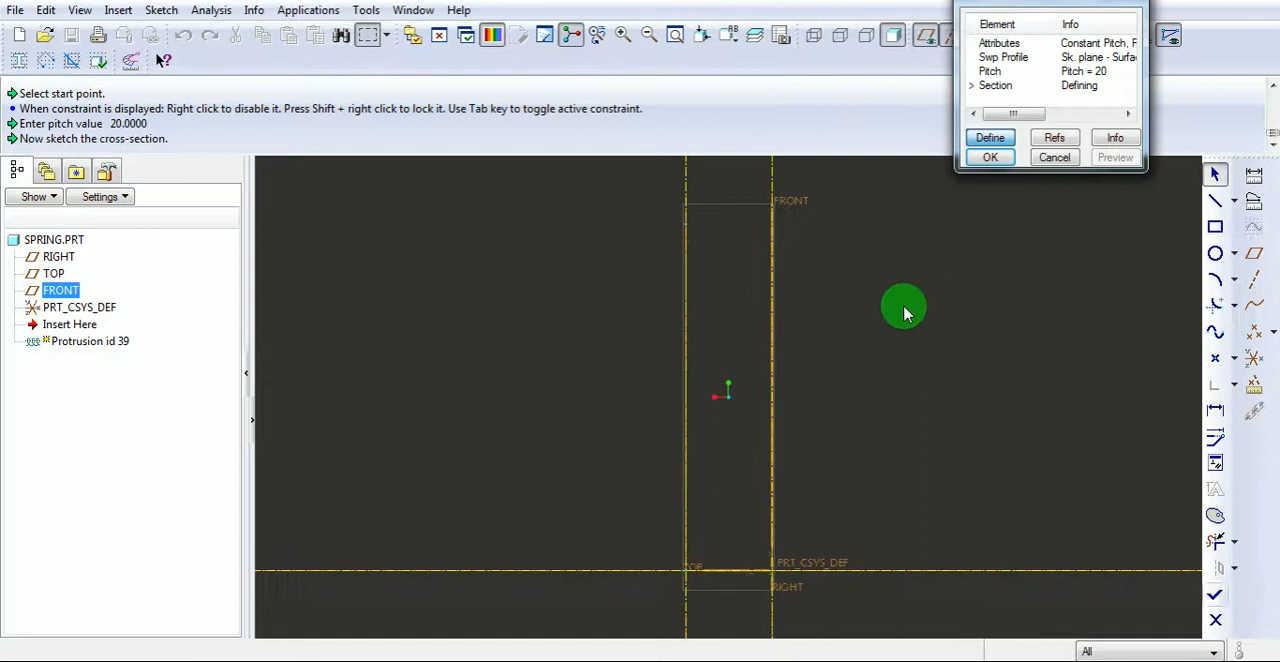 File Edit View Insert Sketch Analysis Info Applications Tools Window Help
Element Info
Attributes Constant Pitch, F
Swp Profile Sk. plane - Surfa
Pitch Pitch = 20
> Section Defining
Define Refs Info
OK Cancel Preview
Select start point.
When constraint is displayed: Right click to disable it. Press Shift + right click to lock it. Use Tab key to toggle active constraint.
Enter pitch value 20.0000
Now sketch the cross-section.
Show Settings
SPRING.PRT
RIGHT
TOP
FRONT
PRT_CSYS_DEF
Insert Here
Protrusion id 39
FRONT
TOP
PRT_CSYS_DEF
RIGHT
All